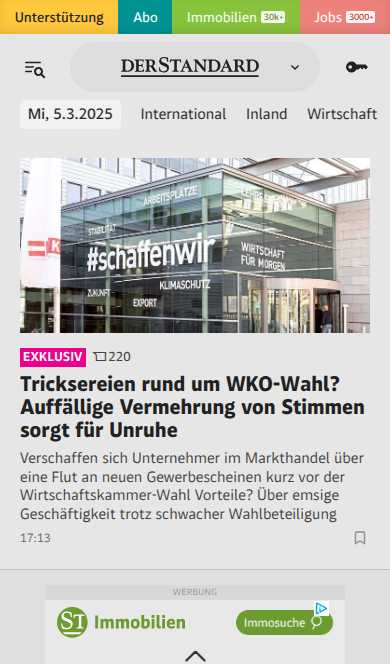 Unterstützung Abo Immobilien 30k+ Jobs 3000+
DERSTANDARD
Mi, 5.3.2025 International Inland Wirtschaft
ARBEITSPLÄTZE
STABILITÄT
#schaffenwir
WIRTSCHAFT
FÜR MORGEN
KLIMASCHUTZ
ZUKUNFT
EXPORT
EXKLUSIV 220
Tricksereien rund um WKO-Wahl?
Auffällige Vermehrung von Stimmen
sorgt für Unruhe
Verschaffen sich Unternehmer im Markthandel über
eine Flut an neuen Gewerbescheinen kurz vor der
Wirtschaftskammer-Wahl Vorteile? Über emsige
Geschäftigkeit trotz schwacher Wahlbeteiligung
17:13
WERBUNG
ST Immobilien Immosuche